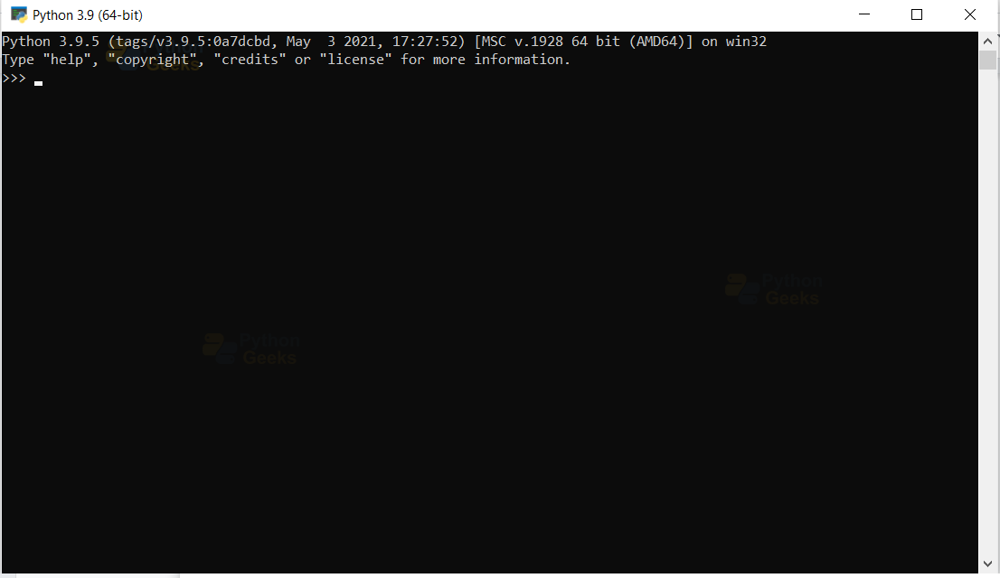 Python 3.9 (64-bit)
Python 3.9.5 (tags/v3.9.5:0a7dcbd, May  3 2021, 17:27:52) [MSC v.1928 64 bit (AMD64)] on win32
Type "help", "copyright", "credits" or "license" for more information.
Geeks
>>>
Python
Geeks
Python
Geeks